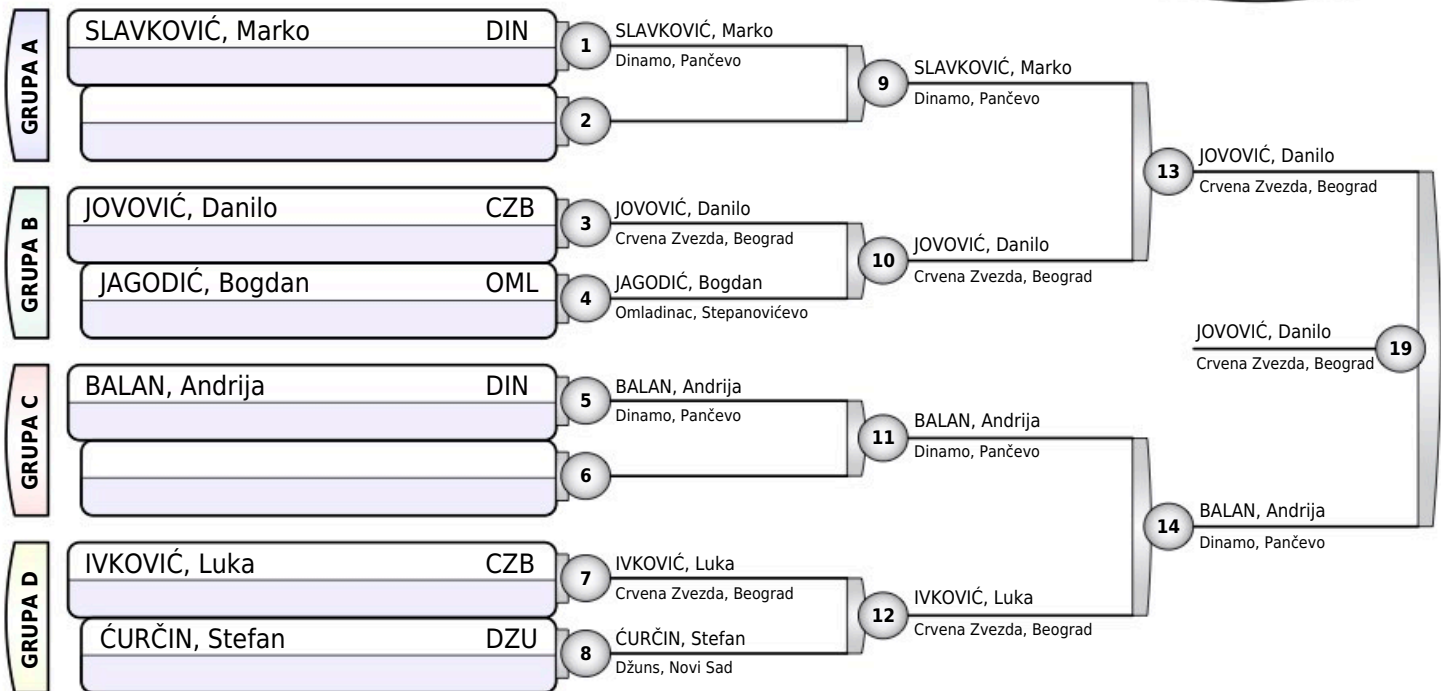 GRUPA A
SLAVKOVIĆ, Marko DIN
1
SLAVKOVIĆ, Marko
Dinamo, Pančevo
2
9
SLAVKOVIĆ, Marko
Dinamo, Pančevo
GRUPA B
JOVOVIĆ, Danilo CZB
3
JOVOVIĆ, Danilo
Crvena Zvezda, Beograd
JAGODIĆ, Bogdan OML
4
JAGODIĆ, Bogdan
Omladinac, Stepanovićevo
10
JOVOVIĆ, Danilo
Crvena Zvezda, Beograd
13
JOVOVIĆ, Danilo
Crvena Zvezda, Beograd
GRUPA C
BALAN, Andrija DIN
5
BALAN, Andrija
Dinamo, Pančevo
6
11
BALAN, Andrija
Dinamo, Pančevo
GRUPA D
IVKOVIĆ, Luka CZB
7
IVKOVIĆ, Luka
Crvena Zvezda, Beograd
ĆURČIN, Stefan DZU
8
ĆURČIN, Stefan
Džuns, Novi Sad
12
IVKOVIĆ, Luka
Crvena Zvezda, Beograd
14
BALAN, Andrija
Dinamo, Pančevo
JOVOVIĆ, Danilo
Crvena Zvezda, Beograd
19